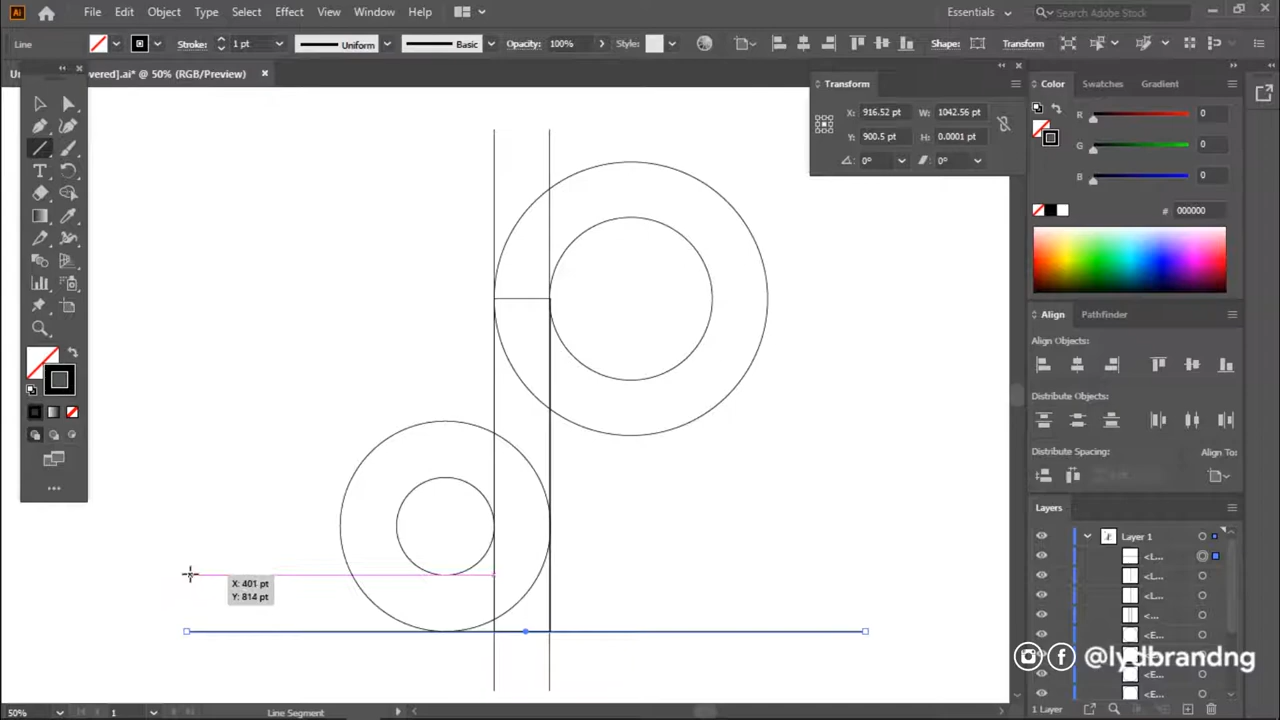 Ai File Edit Object Type Select Effect View Window Help Essentials Search Adobe Stock
Line Stroke: 1 pt Uniform Basic Opacity: 100% Style: Shape: Transform
overed].ai* @ 50% (RGB/Preview)
Transform
X: 916.52 pt W: 1042.56 pt
Y: 900.5 pt H: 0.0001 pt
0° 0°
Color Swatches Gradient
R 0
G 0
B 0
# 000000
Align Pathfinder
Align Objects:
Distribute Objects:
Distribute Spacing: Align To:
Layers
Layer 1
<L...
<L...
<L...
<...
<E...
<E...
<E...
<E...
1 Layer
X: 401 pt
Y: 814 pt
@lydbrandng
50% 1 Line Segment